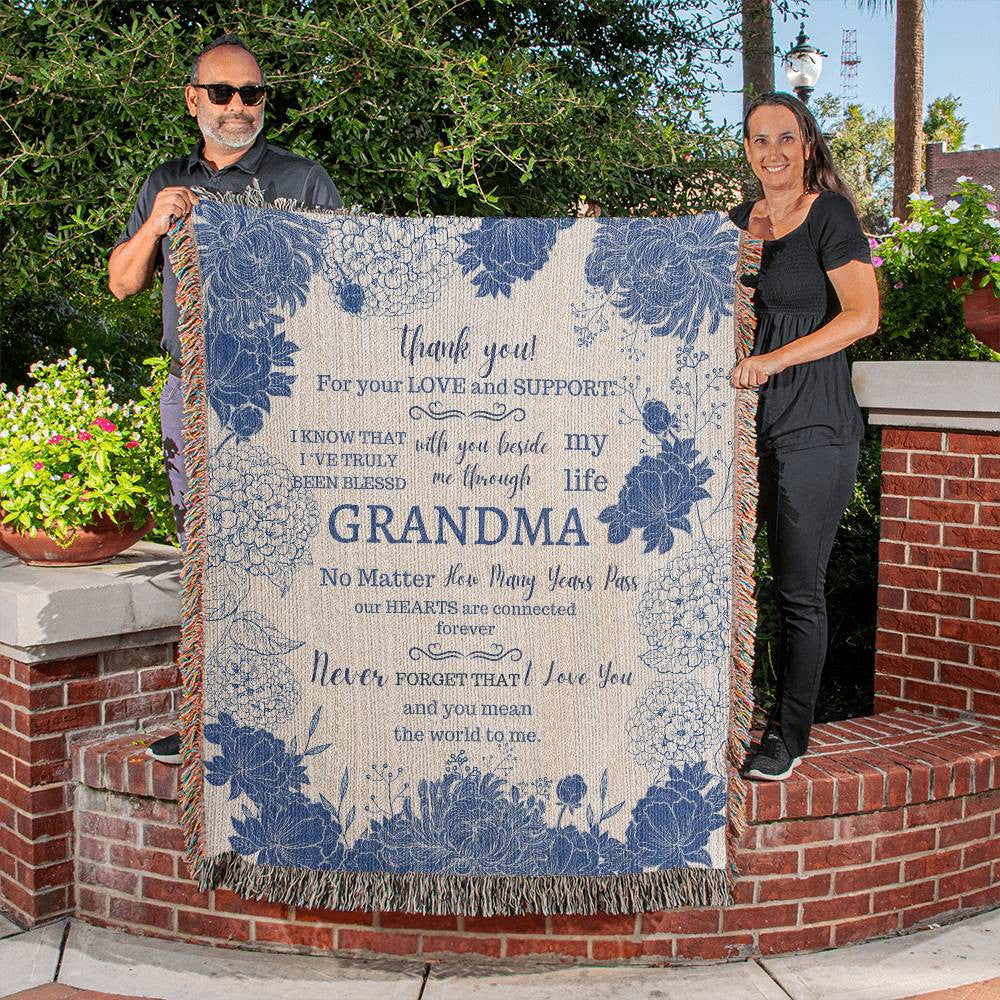 thank you!
For your LOVE and SUPPORT.
I KNOW THAT
I'VE TRULY
BEEN BLESSD
with you beside
me through
my
life
GRANDMA
No Matter How Many Years Pass
our HEARTS are connected
forever
Never FORGET THAT I Love You
and you mean
the world to me.